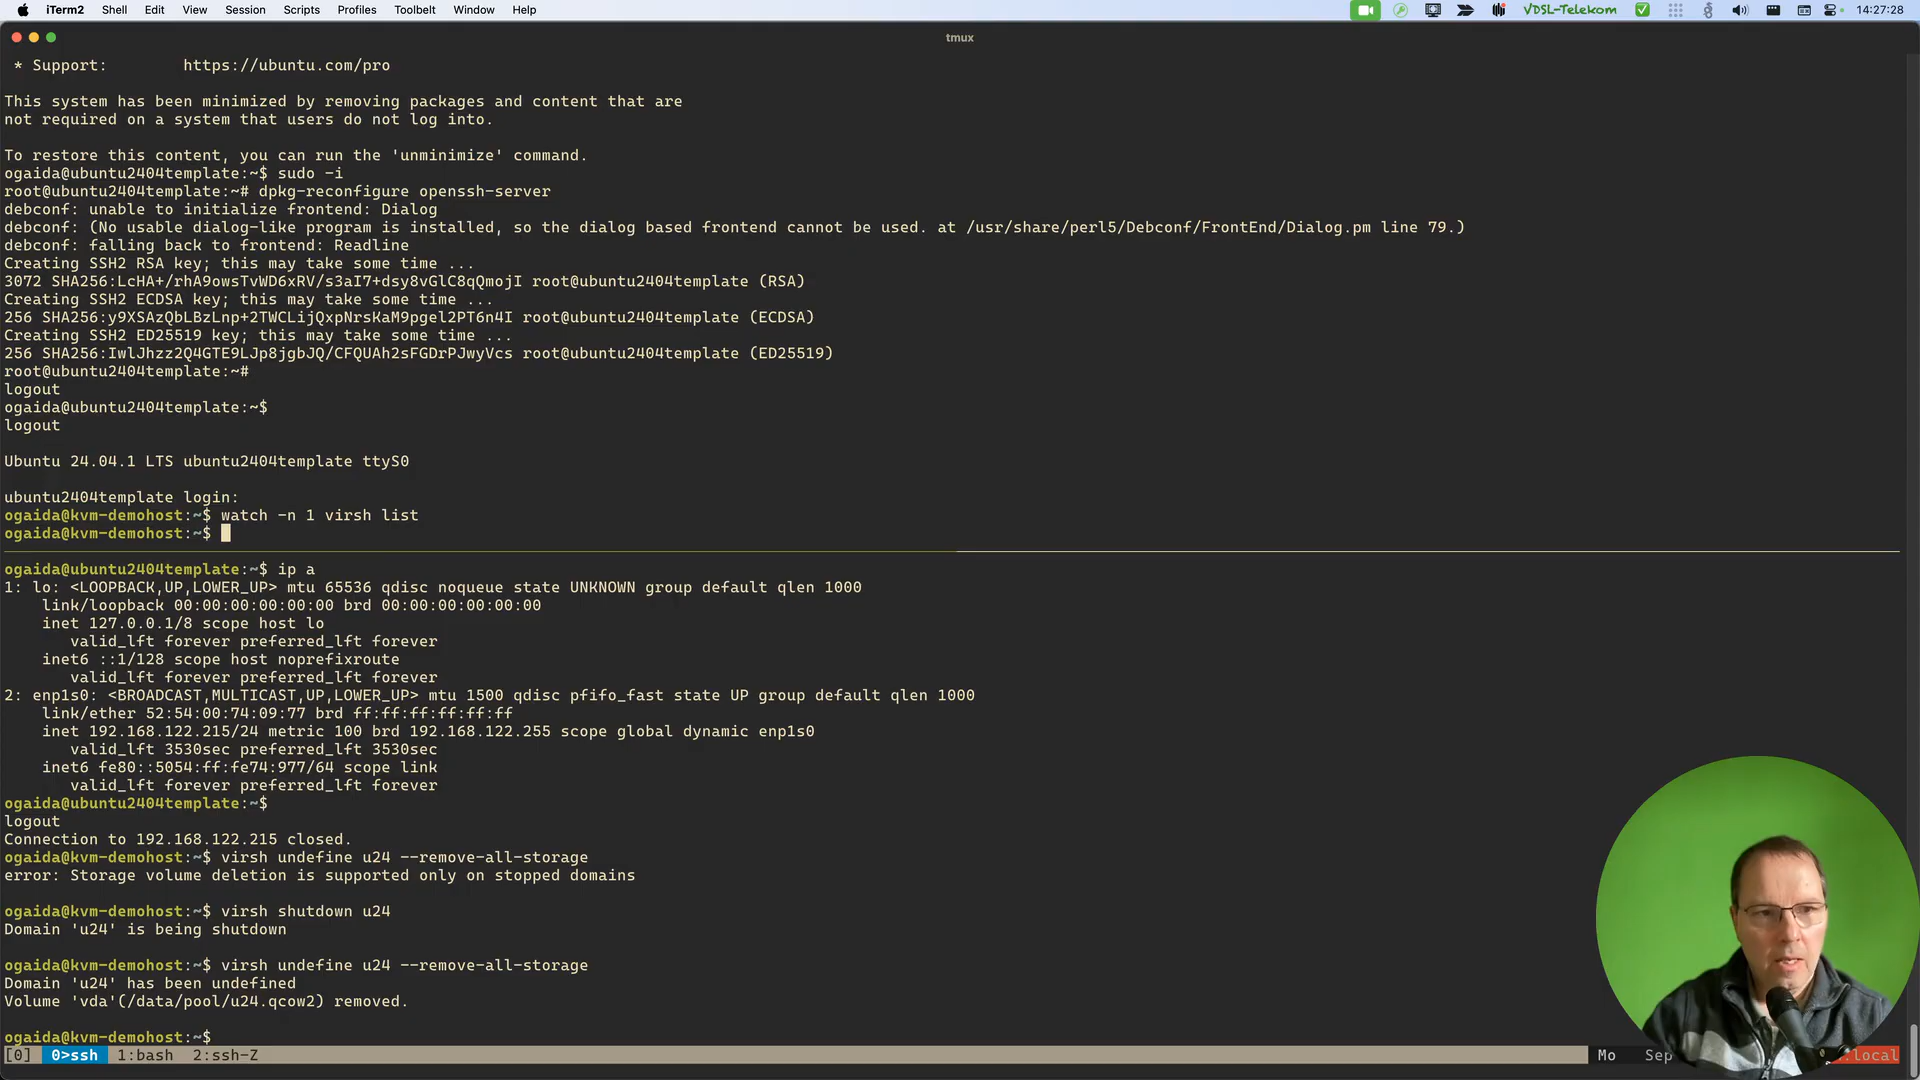 iTerm2 Shell Edit View Session Scripts Profiles Toolbelt Window Help VDSL-Telekom 14:27:28
tmux
* Support:        https://ubuntu.com/pro
This system has been minimized by removing packages and content that are
not required on a system that users do not log into.
To restore this content, you can run the 'unminimize' command.
ogaida@ubuntu2404template:~$ sudo -i
root@ubuntu2404template:~# dpkg-reconfigure openssh-server
debconf: unable to initialize frontend: Dialog
debconf: (No usable dialog-like program is installed, so the dialog based frontend cannot be used. at /usr/share/perl5/Debconf/FrontEnd/Dialog.pm line 79.)
debconf: falling back to frontend: Readline
Creating SSH2 RSA key; this may take some time ...
3072 SHA256:LcHA+/rhA9owsTvWD6xRV/s3aI7+dsy8vGlC8qQmojI root@ubuntu2404template (RSA)
Creating SSH2 ECDSA key; this may take some time ...
256 SHA256:y9XSAzQbLBzLnp+2TWCLijQxpNrsKaM9pgel2PT6n4I root@ubuntu2404template (ECDSA)
Creating SSH2 ED25519 key; this may take some time ...
256 SHA256:IwlJhzz2Q4GTE9LJp8jgbJQ/CFQUAh2sFGDrPJwyVcs root@ubuntu2404template (ED25519)
root@ubuntu2404template:~#
logout
ogaida@ubuntu2404template:~$
logout
Ubuntu 24.04.1 LTS ubuntu2404template ttyS0
ubuntu2404template login:
ogaida@kvm-demohost:~$ watch -n 1 virsh list
ogaida@kvm-demohost:~$
ogaida@ubuntu2404template:~$ ip a
1: lo: <LOOPBACK,UP,LOWER_UP> mtu 65536 qdisc noqueue state UNKNOWN group default qlen 1000
    link/loopback 00:00:00:00:00:00 brd 00:00:00:00:00:00
    inet 127.0.0.1/8 scope host lo
       valid_lft forever preferred_lft forever
    inet6 ::1/128 scope host noprefixroute
       valid_lft forever preferred_lft forever
2: enp1s0: <BROADCAST,MULTICAST,UP,LOWER_UP> mtu 1500 qdisc pfifo_fast state UP group default qlen 1000
    link/ether 52:54:00:74:09:77 brd ff:ff:ff:ff:ff:ff
    inet 192.168.122.215/24 metric 100 brd 192.168.122.255 scope global dynamic enp1s0
       valid_lft 3530sec preferred_lft 3530sec
    inet6 fe80::5054:ff:fe74:977/64 scope link
       valid_lft forever preferred_lft forever
ogaida@ubuntu2404template:~$
logout
Connection to 192.168.122.215 closed.
ogaida@kvm-demohost:~$ virsh undefine u24 --remove-all-storage
error: Storage volume deletion is supported only on stopped domains
ogaida@kvm-demohost:~$ virsh shutdown u24
Domain 'u24' is being shutdown
ogaida@kvm-demohost:~$ virsh undefine u24 --remove-all-storage
Domain 'u24' has been undefined
Volume 'vda'(/data/pool/u24.qcow2) removed.
ogaida@kvm-demohost:~$
[0] 0>ssh 1:bash 2:ssh-Z Mo Sep .local